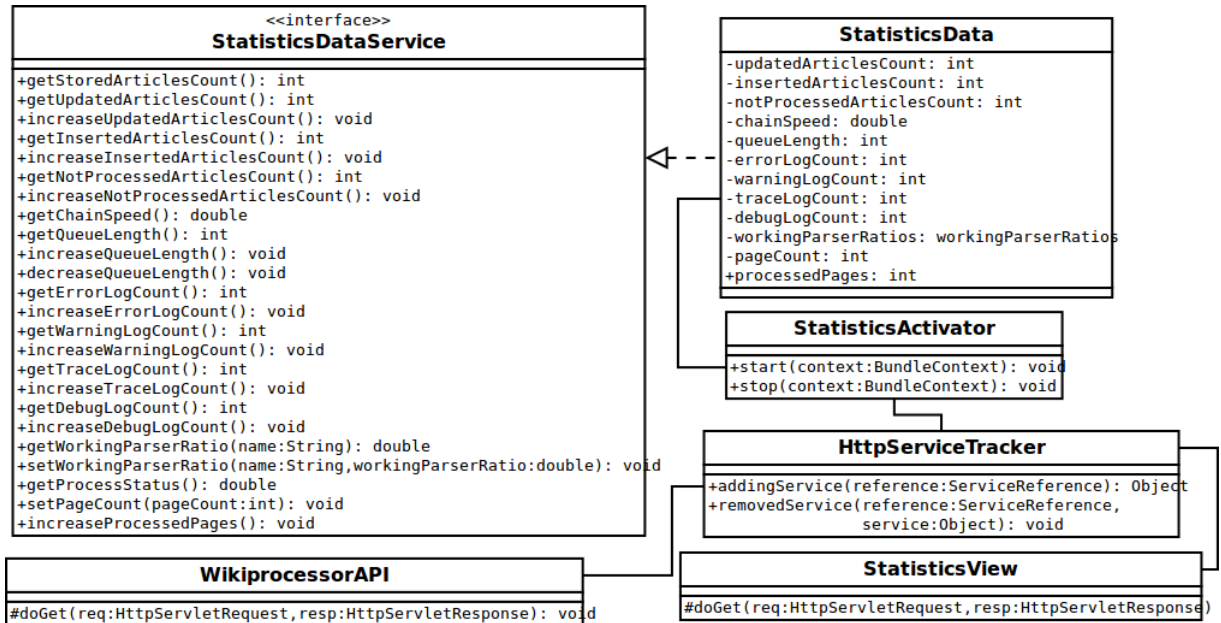 <<interface>>
StatisticsDataService
+getStoredArticlesCount(): int
+getUpdatedArticlesCount(): int
+increaseUpdatedArticlesCount(): void
+getInsertedArticlesCount(): int
+increaseInsertedArticlesCount(): void
+getNotProcessedArticlesCount(): int
+increaseNotProcessedArticlesCount(): void
+getChainSpeed(): double
+getQueueLength(): int
+increaseQueueLength(): void
+decreaseQueueLength(): void
+getErrorLogCount(): int
+increaseErrorLogCount(): void
+getWarningLogCount(): int
+increaseWarningLogCount(): void
+getTraceLogCount(): int
+increaseTraceLogCount(): void
+getDebugLogCount(): int
+increaseDebugLogCount(): void
+getWorkingParserRatio(name:String): double
+setWorkingParserRatio(name:String,workingParserRatio:double): void
+getProcessStatus(): double
+setPageCount(pageCount:int): void
+increaseProcessedPages(): void
StatisticsData
-updatedArticlesCount: int
-insertedArticlesCount: int
-notProcessedArticlesCount: int
-chainSpeed: double
-queueLength: int
-errorLogCount: int
-warningLogCount: int
-traceLogCount: int
-debugLogCount: int
-workingParserRatios: workingParserRatios
-pageCount: int
+processedPages: int
StatisticsActivator
+start(context:BundleContext): void
+stop(context:BundleContext): void
HttpServiceTracker
+addingService(reference:ServiceReference): Object
+removedService(reference:ServiceReference,
service:Object): void
WikiprocessorAPI
#doGet(req:HttpServletRequest,resp:HttpServletResponse): void
StatisticsView
#doGet(req:HttpServletRequest,resp:HttpServletResponse)